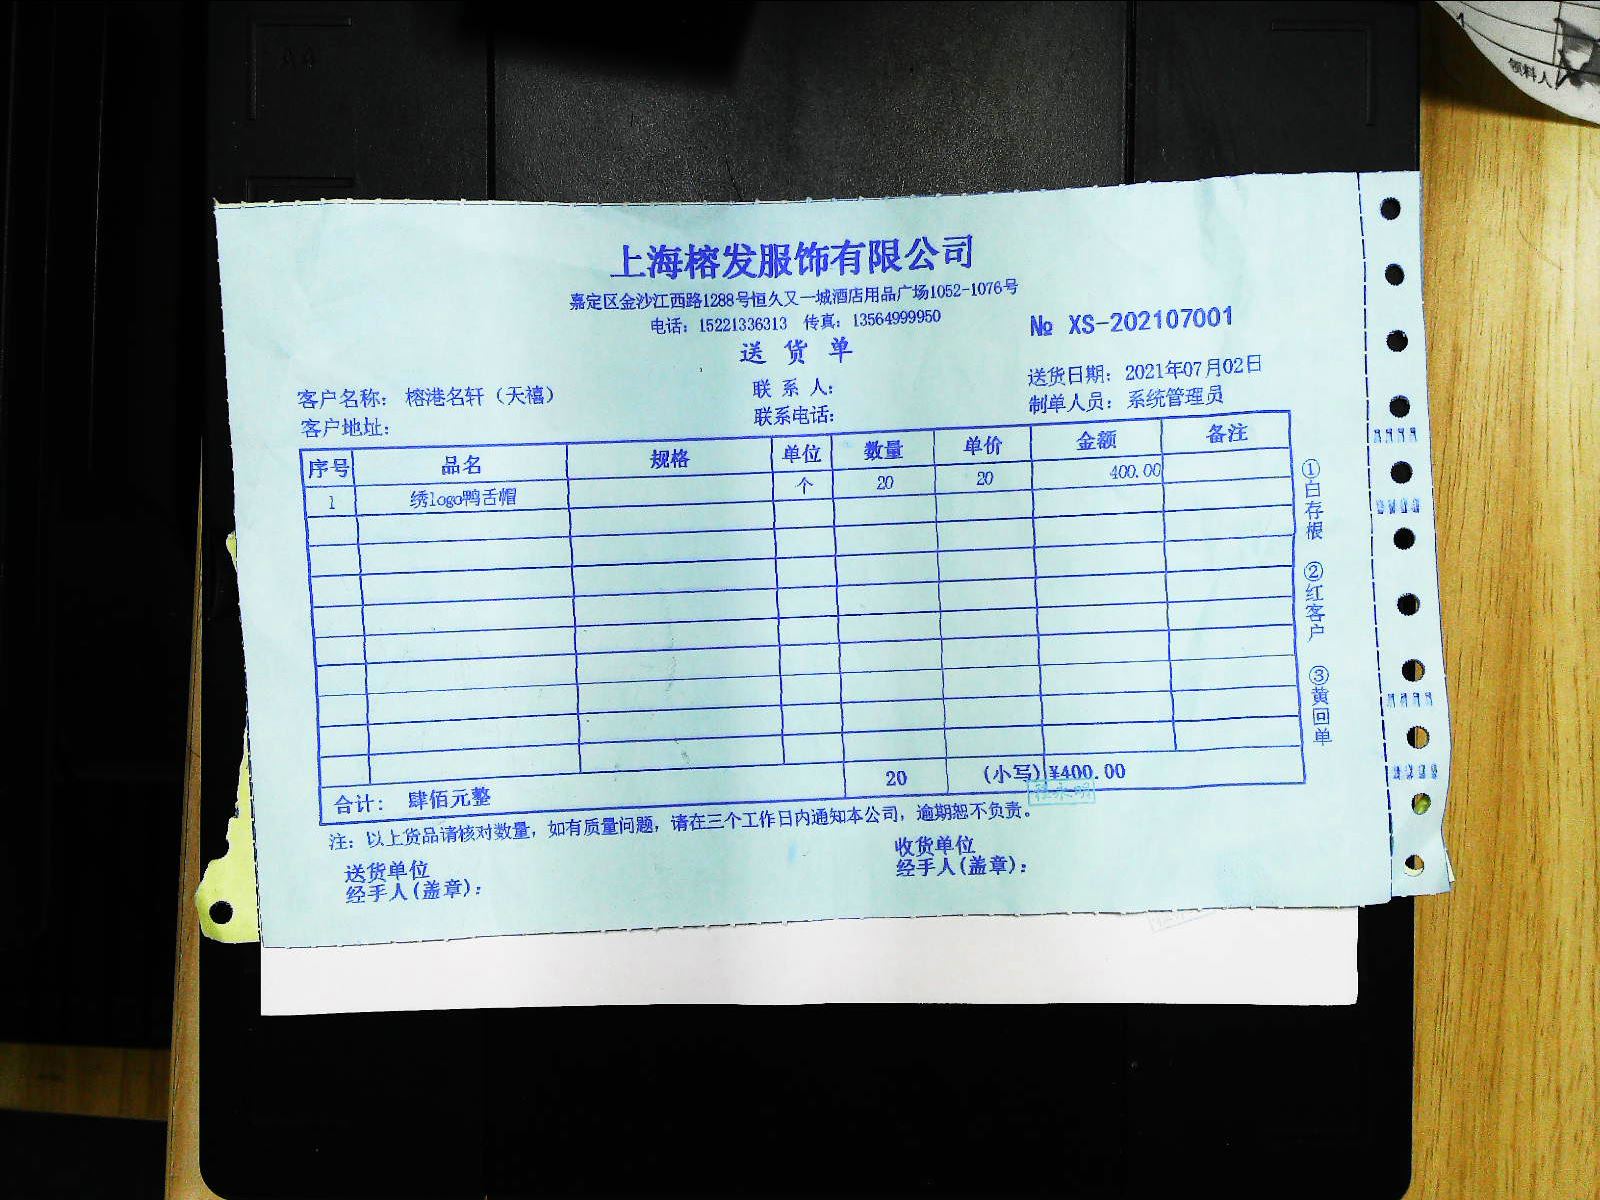 领料人
上海榕发服饰有限公司
嘉定区金沙江西路1288号恒久又一城酒店用品广场1052-1076号
电话：15221336313 传真：13564999950
№ XS-202107001
送货单
客户名称：榕港名轩（天禧）
联系人：
送货日期：2021年07月02日
客户地址：
联系电话：
制单人员：系统管理员
序号 品名 规格 单位 数量 单价 金额 备注
1 绣logo鸭舌帽 个 20 20 400.00
合计：肆佰元整 20 (小写)¥400.00
注：以上货品请核对数量，如有质量问题，请在三个工作日内通知本公司，逾期恕不负责。
送货单位
经手人(盖章)：
收货单位
经手人(盖章)：
①白存根 ②红客户 ③黄回单